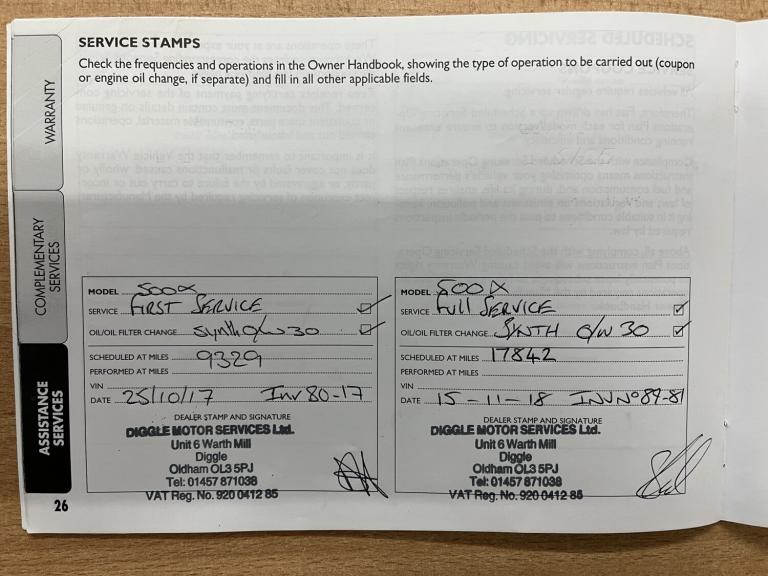 SERVICE STAMPS
Check the frequencies and operations in the Owner Handbook, showing the type of operation to be carried out (coupon
or engine oil change, if separate) and fill in all other applicable fields.
WARRANTY
COMPLEMENTARY
SERVICES
ASSISTANCE
SERVICES
MODEL 500X
SERVICE FIRST SERVICE
OIL/OIL FILTER CHANGE Synth 0/w 30
SCHEDULED AT MILES 9329
PERFORMED AT MILES
VIN
DATE 25/10/17 Inv 80-17
DEALER STAMP AND SIGNATURE
DIGGLE MOTOR SERVICES Ltd.
Unit 6 Warth Mill
Diggle
Oldham OL3 5PJ
Tel: 01457 871038
VAT Reg. No. 920 0412 85
MODEL 500X
SERVICE Full SERVICE
OIL/OIL FILTER CHANGE SYNTH 0/W 30
SCHEDULED AT MILES 17842
PERFORMED AT MILES
VIN
DATE 15-11-18 INV Nº 89-81
DEALER STAMP AND SIGNATURE
DIGGLE MOTOR SERVICES Ltd.
Unit 6 Warth Mill
Diggle
Oldham OL3 5PJ
Tel: 01457 871038
VAT Reg. No. 920 0412 85
26